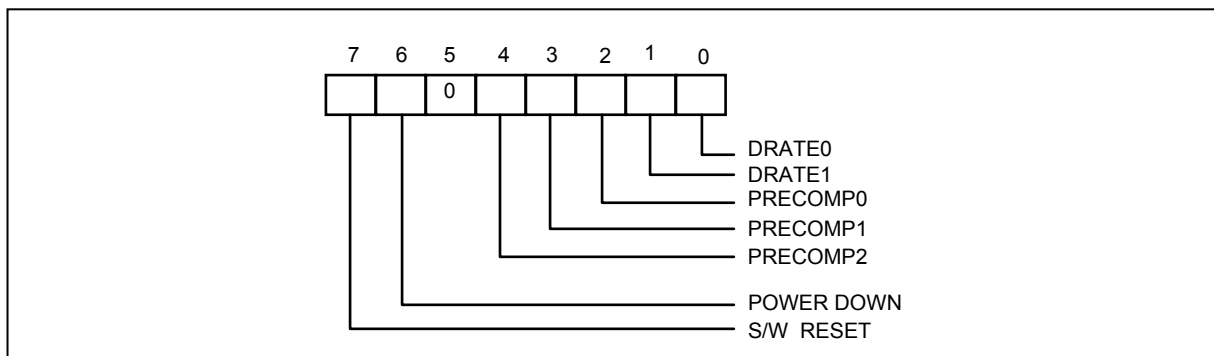 7 6 5 4 3 2 1 0
0
DRATE0
DRATE1
PRECOMP0
PRECOMP1
PRECOMP2
POWER DOWN
S/W RESET